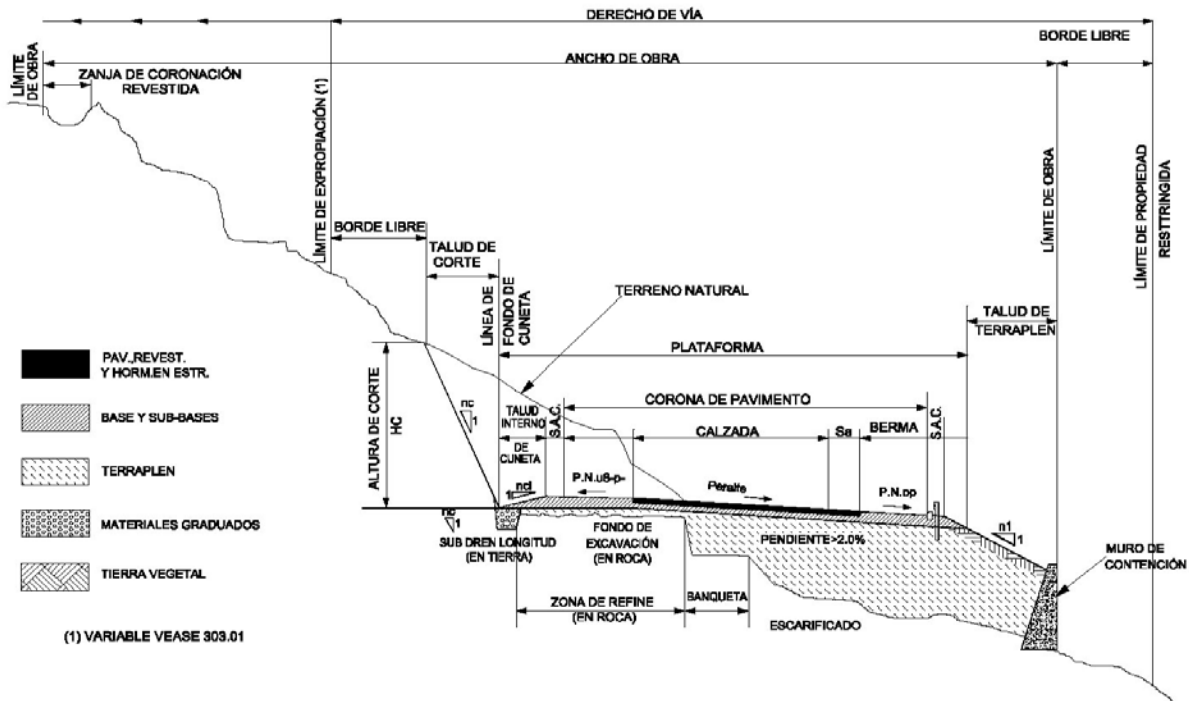 DERECHO DE VÍA
BORDE LIBRE
ANCHO DE OBRA
LÍMITE
DE OBRA
ZANJA DE CORONACIÓN
REVESTIDA
LÍMITE DE EXPROPIACIÓN (1)
BORDE LIBRE
TALUD DE
CORTE
LÍNEA DE
FONDO DE
CUNETA
TERRENO NATURAL
LÍMITE DE OBRA
LÍMITE DE PROPIEDAD
RESTTRINGIDA
TALUD DE
TERRAPLEN
PLATAFORMA
CORONA DE PAVIMENTO
ALTURA DE CORTE
HC
nc
1
TALUD
INTERNO
DE CUNETA
S.A.C.
CALZADA
Sa
BERMA
S.A.C.
1
nci
P.N.u8-p-
Peralte
P.N.op
n1
1
nc
1
SUB DREN LONGITUD
(EN TIERRA)
FONDO DE
EXCAVACIÓN
(EN ROCA)
PENDIENTE>2.0%
MURO DE
CONTENCIÓN
ZONA DE REFINE
(EN ROCA)
BANQUETA
ESCARIFICADO
PAV.,REVEST.
Y HORM.EN ESTR.
BASE Y SUB-BASES
TERRAPLEN
MATERIALES GRADUADOS
TIERRA VEGETAL
(1) VARIABLE VEASE 303.01